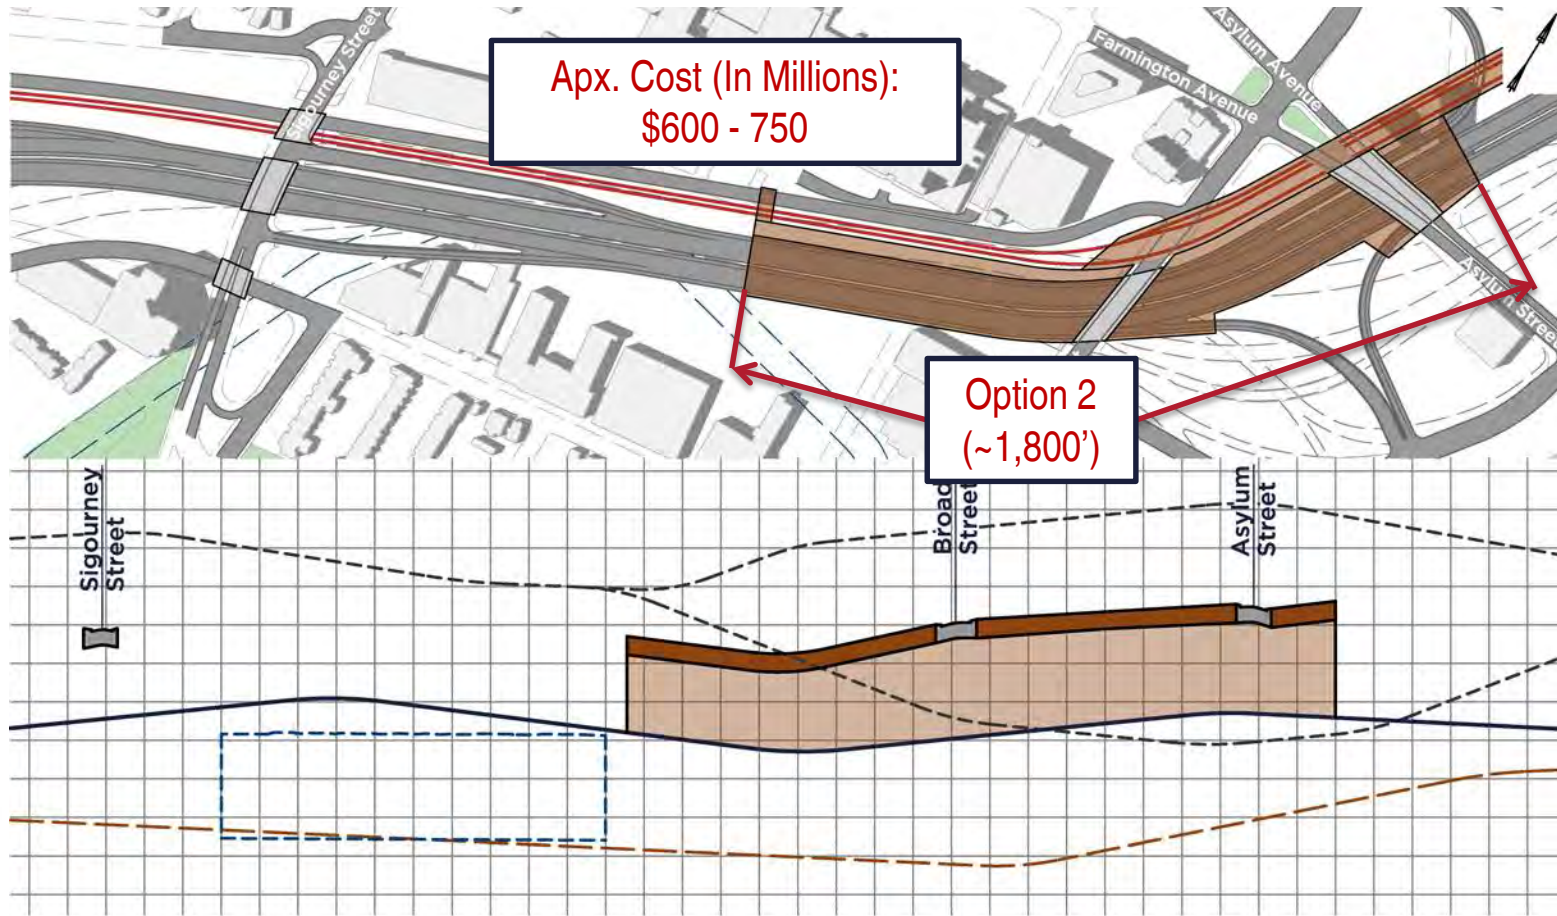 Sigourney Street
Apx. Cost (In Millions):
$600 - 750
Asylum Avenue
Farmington Avenue
Asylum Street
Option 2
(~1,800’)
Sigourney
Street
Broad
Street
Asylum
Street